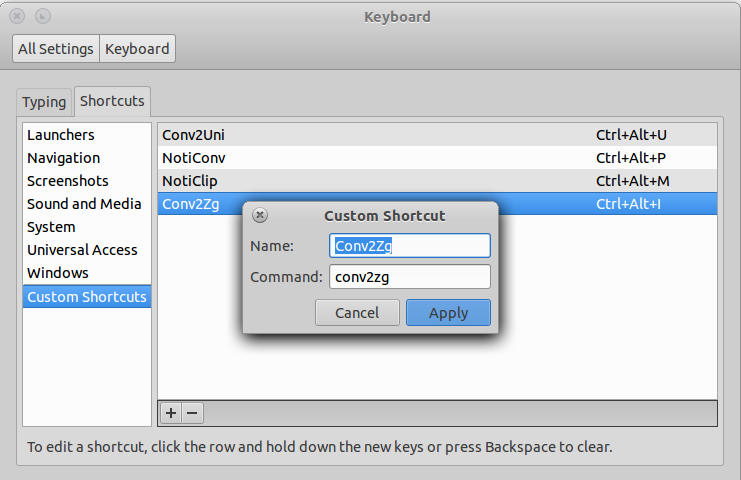 Keyboard
All Settings Keyboard
Typing Shortcuts
Launchers
Navigation
Screenshots
Sound and Media
System
Universal Access
Windows
Custom Shortcuts
Conv2Uni Ctrl+Alt+U
NotiConv Ctrl+Alt+P
NotiClip Ctrl+Alt+M
Conv2Zg Ctrl+Alt+I
Custom Shortcut
Name: Conv2Zg
Command: conv2zg
Cancel Apply
To edit a shortcut, click the row and hold down the new keys or press Backspace to clear.